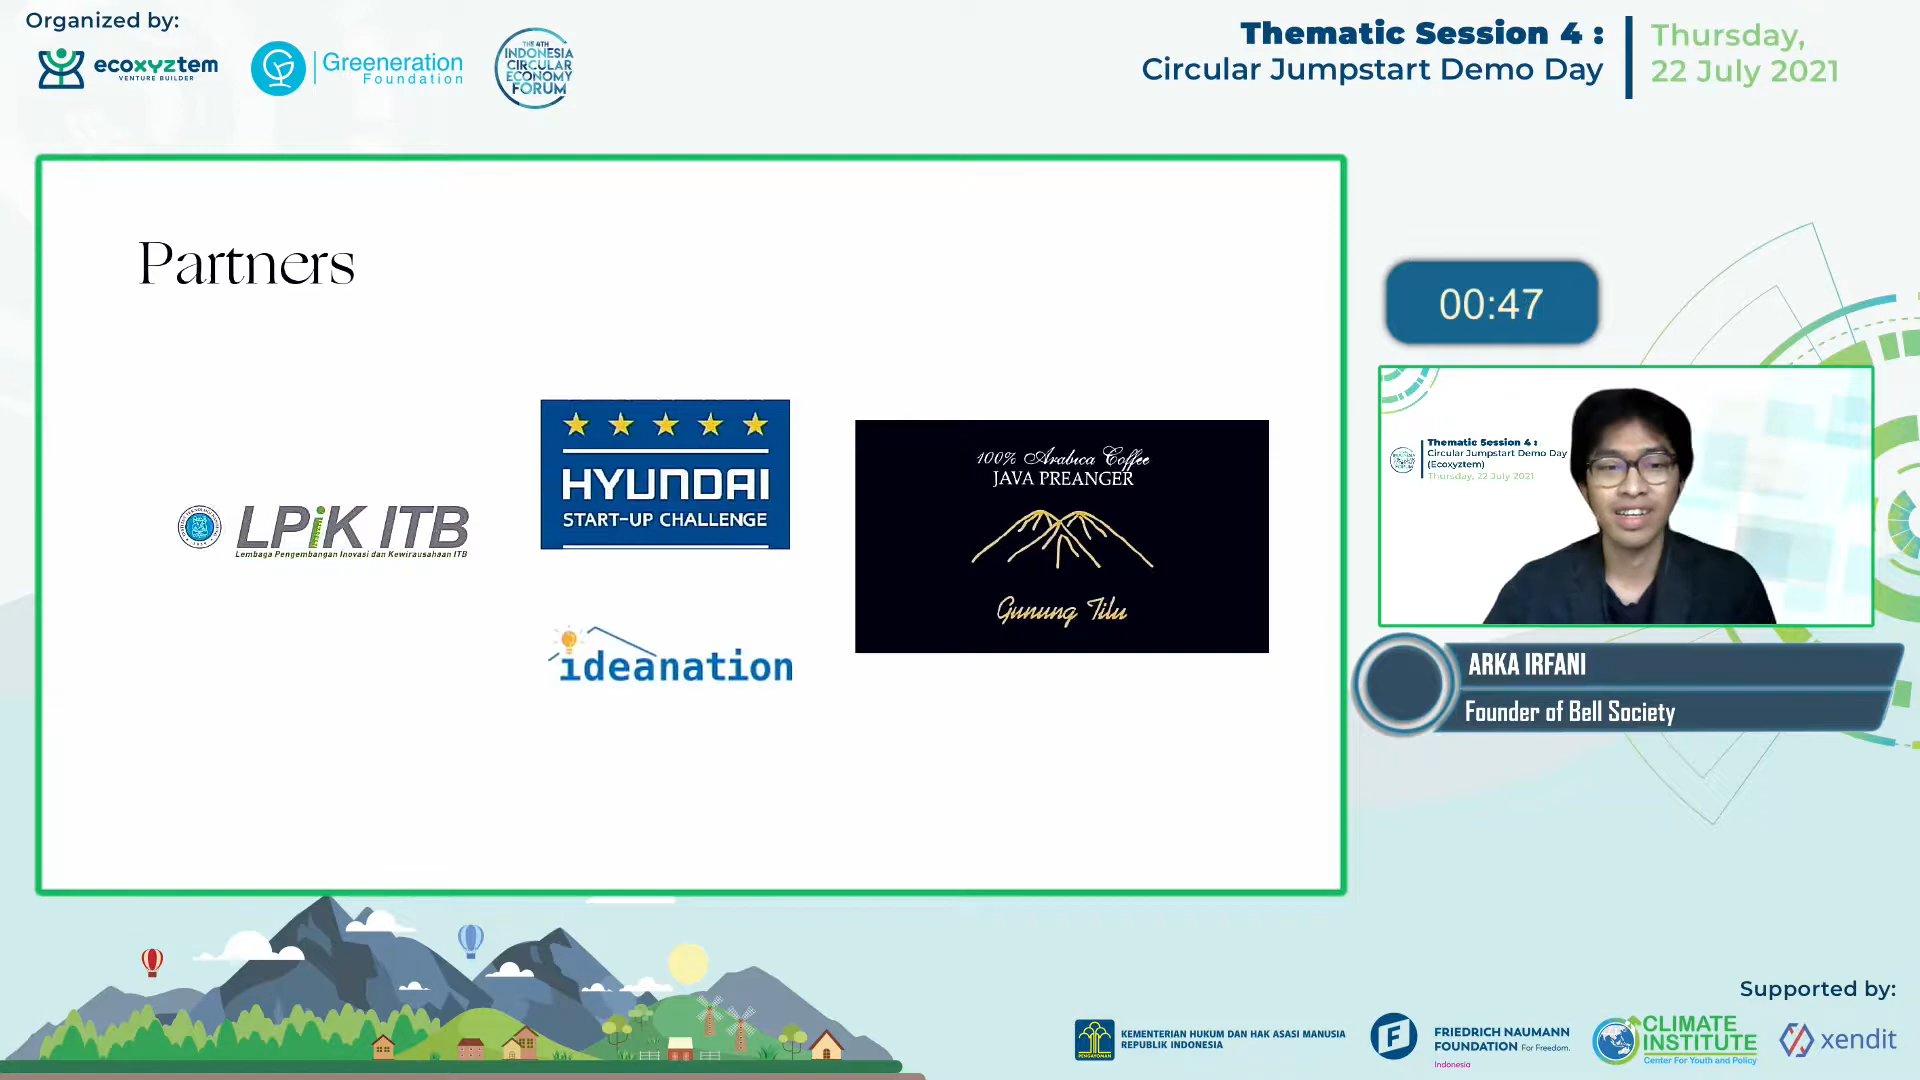 Organized by:
ecoxyztem
VENTURE BUILDER
Greeneration
Foundation
THE 4TH
INDONESIA
CIRCULAR
ECONOMY
FORUM
Thematic Session 4 :
Circular Jumpstart Demo Day
Thursday,
22 July 2021
Partners
LPiK ITB
Lembaga Pengembangan Inovasi dan Kewirausahaan ITB
HYUNDAI
START-UP CHALLENGE
ideanation
100% Arabica Coffee
JAVA PREANGER
Gunung Tilu
00:47
Thematic Session 4 :
Circular Jumpstart Demo Day
(Ecoxyztem)
Thursday, 22 July 2021
ARKA IRFANI
Founder of Bell Society
Supported by:
PENGAYOMAN
KEMENTERIAN HUKUM DAN HAK ASASI MANUSIA
REPUBLIK INDONESIA
FRIEDRICH NAUMANN
FOUNDATION For Freedom.
Indonesia
CLIMATE
INSTITUTE
Center For Youth and Policy
xendit